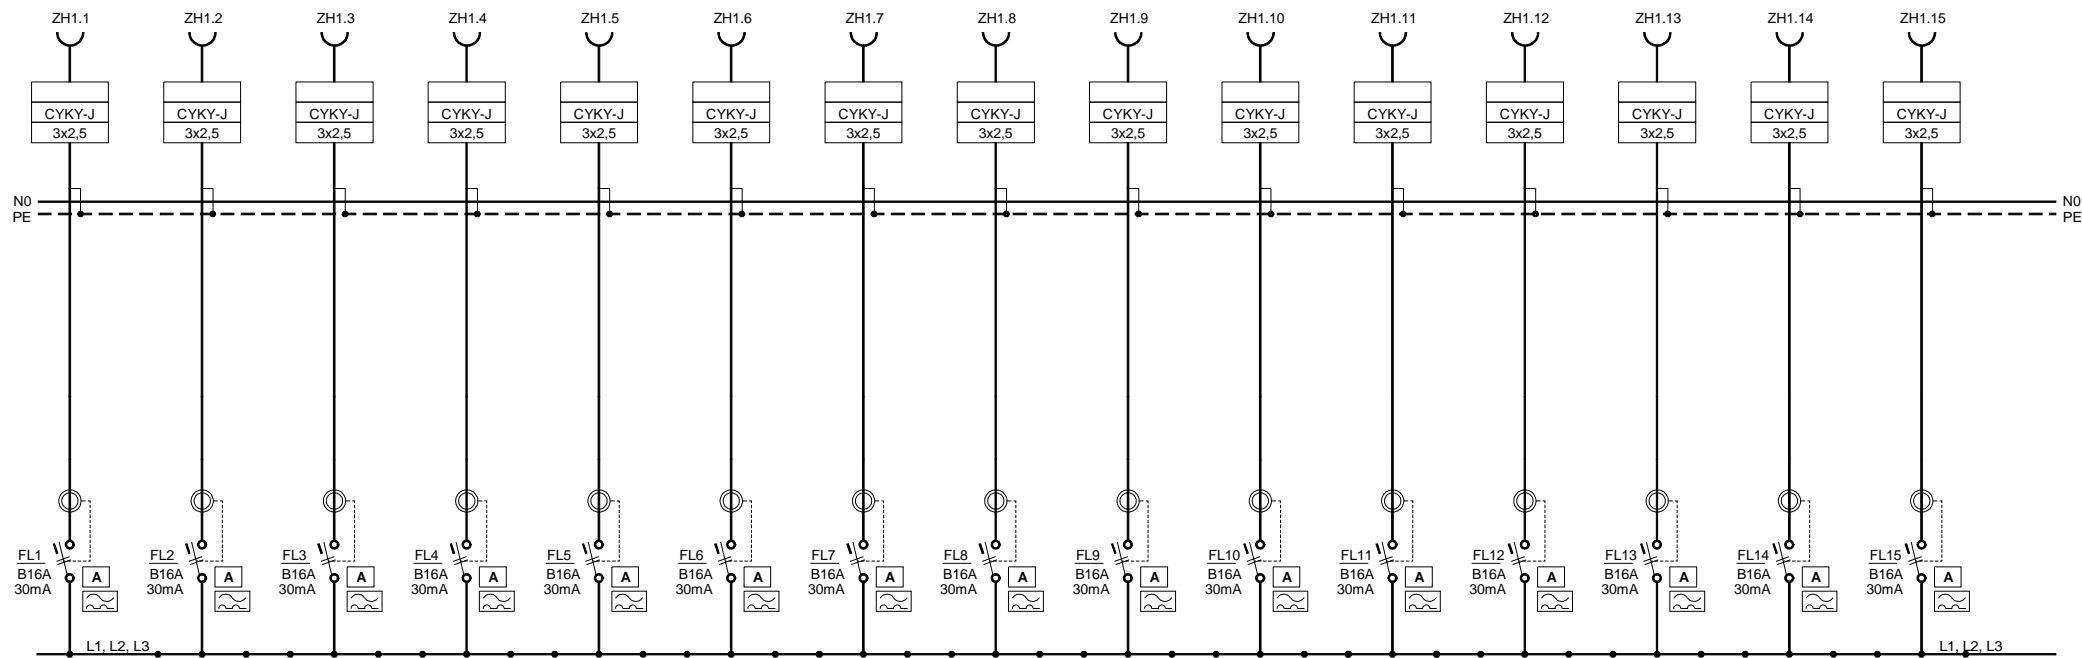 ZH1.1 ZH1.2 ZH1.3 ZH1.4 ZH1.5 ZH1.6 ZH1.7 ZH1.8 ZH1.9 ZH1.10 ZH1.11 ZH1.12 ZH1.13 ZH1.14 ZH1.15
CYKY-J CYKY-J CYKY-J CYKY-J CYKY-J CYKY-J CYKY-J CYKY-J CYKY-J CYKY-J CYKY-J CYKY-J CYKY-J CYKY-J CYKY-J
3x2,5 3x2,5 3x2,5 3x2,5 3x2,5 3x2,5 3x2,5 3x2,5 3x2,5 3x2,5 3x2,5 3x2,5 3x2,5 3x2,5 3x2,5
N0 N0
PE PE
FL1 FL2 FL3 FL4 FL5 FL6 FL7 FL8 FL9 FL10 FL11 FL12 FL13 FL14 FL15
B16A A B16A A B16A A B16A A B16A A B16A A B16A A B16A A B16A A B16A A B16A A B16A A B16A A B16A A B16A A
30mA 30mA 30mA 30mA 30mA 30mA 30mA 30mA 30mA 30mA 30mA 30mA 30mA 30mA 30mA
L1, L2, L3 L1, L2, L3